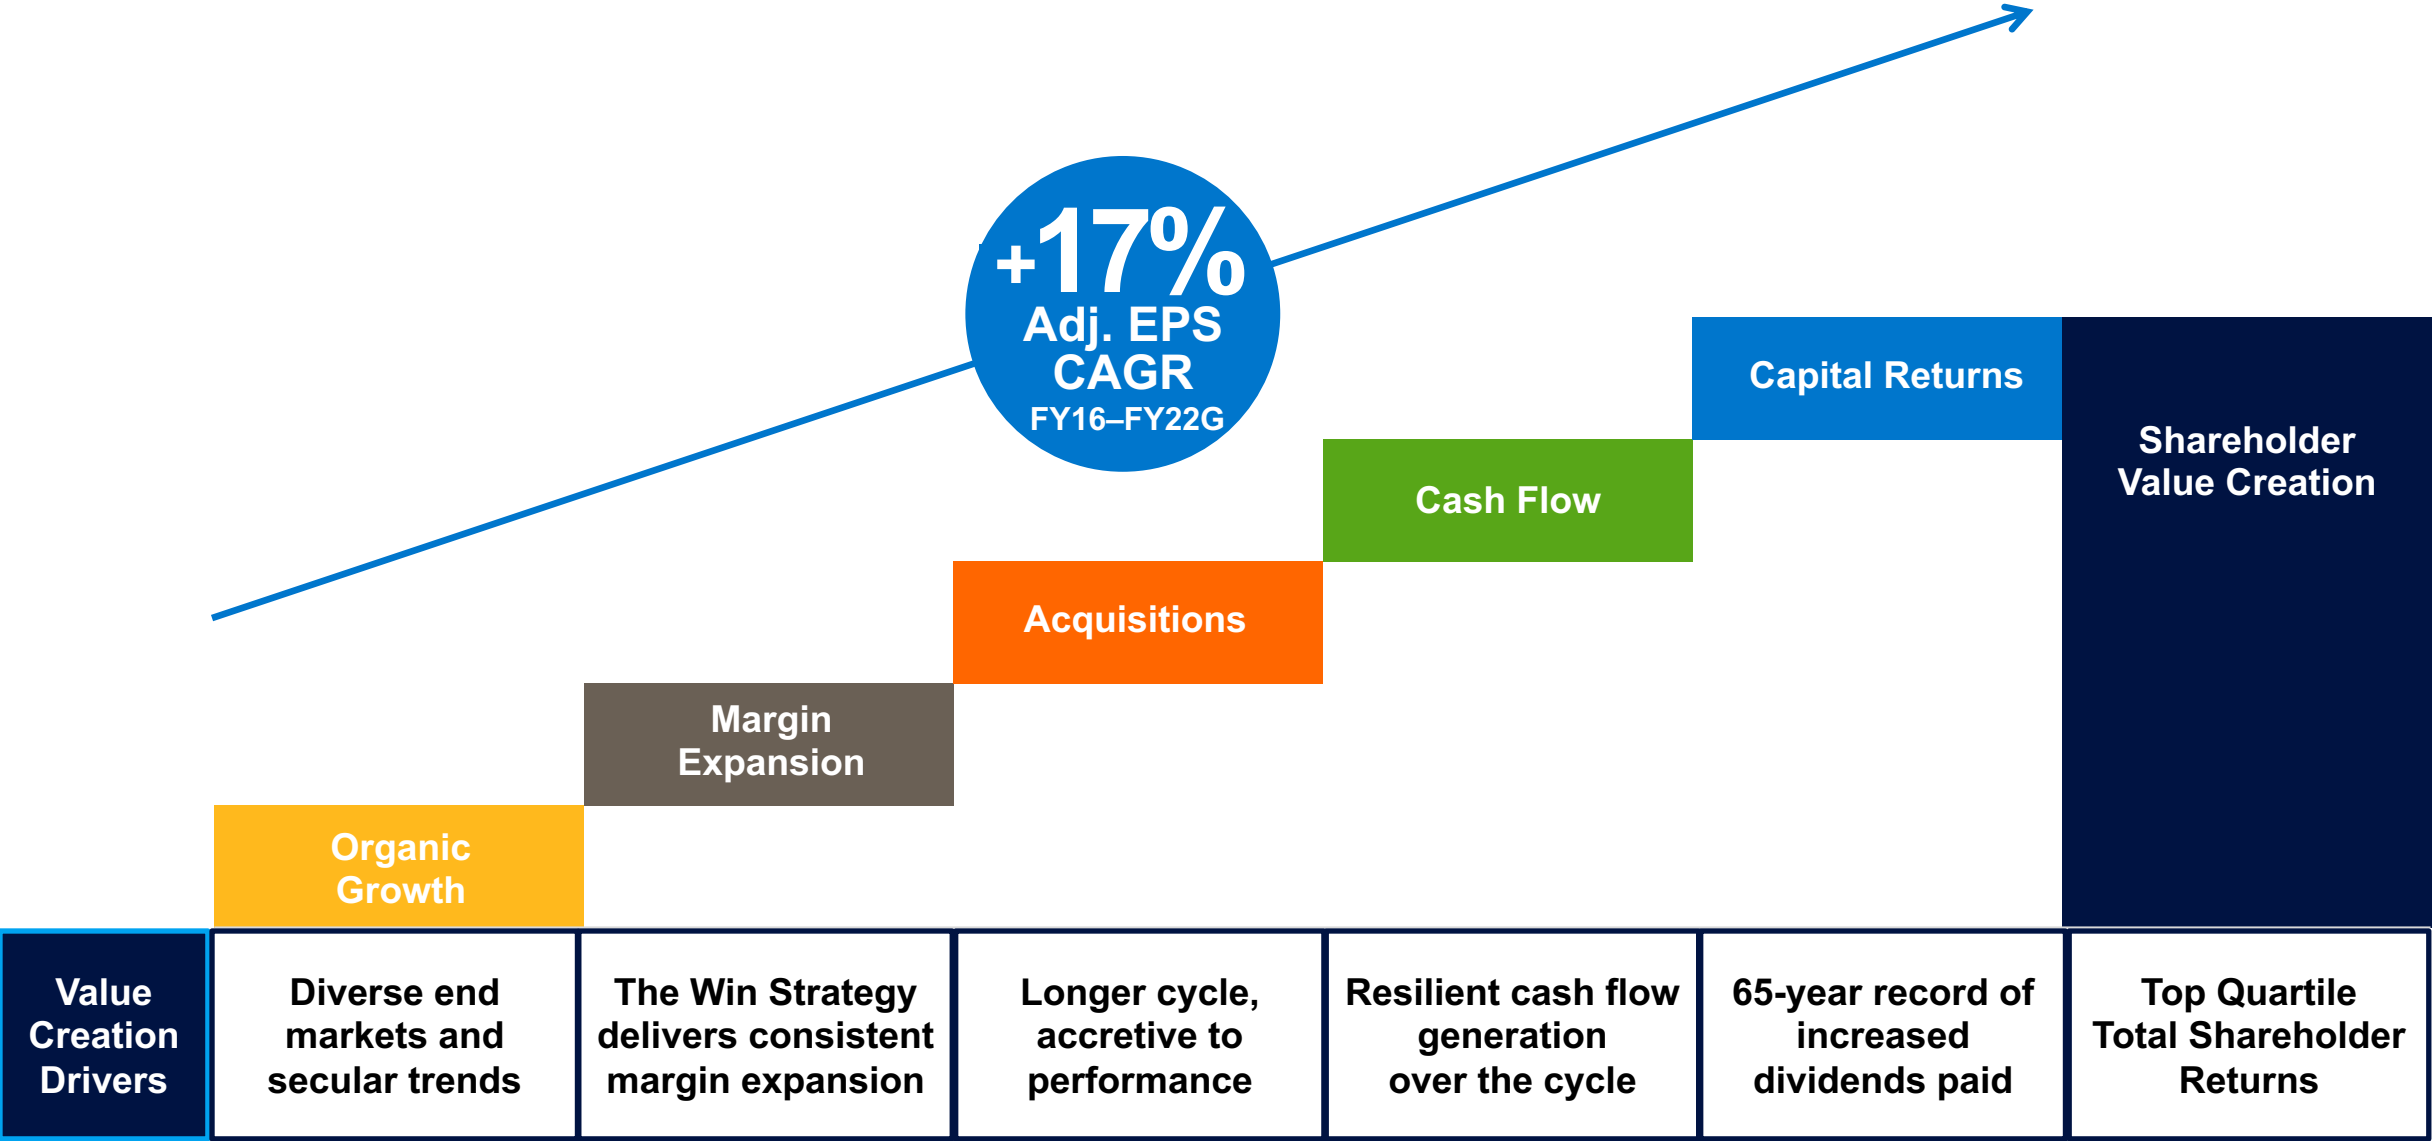 +17%
Adj. EPS
CAGR
FY16–FY22G
Capital Returns
Shareholder
Value Creation
Cash Flow
Acquisitions
Margin
Expansion
Organic
Growth
Value
Creation
Drivers
Diverse end
markets and
secular trends
The Win Strategy
delivers consistent
margin expansion
Longer cycle,
accretive to
performance
Resilient cash flow
generation
over the cycle
65-year record of
increased
dividends paid
Top Quartile
Total Shareholder
Returns